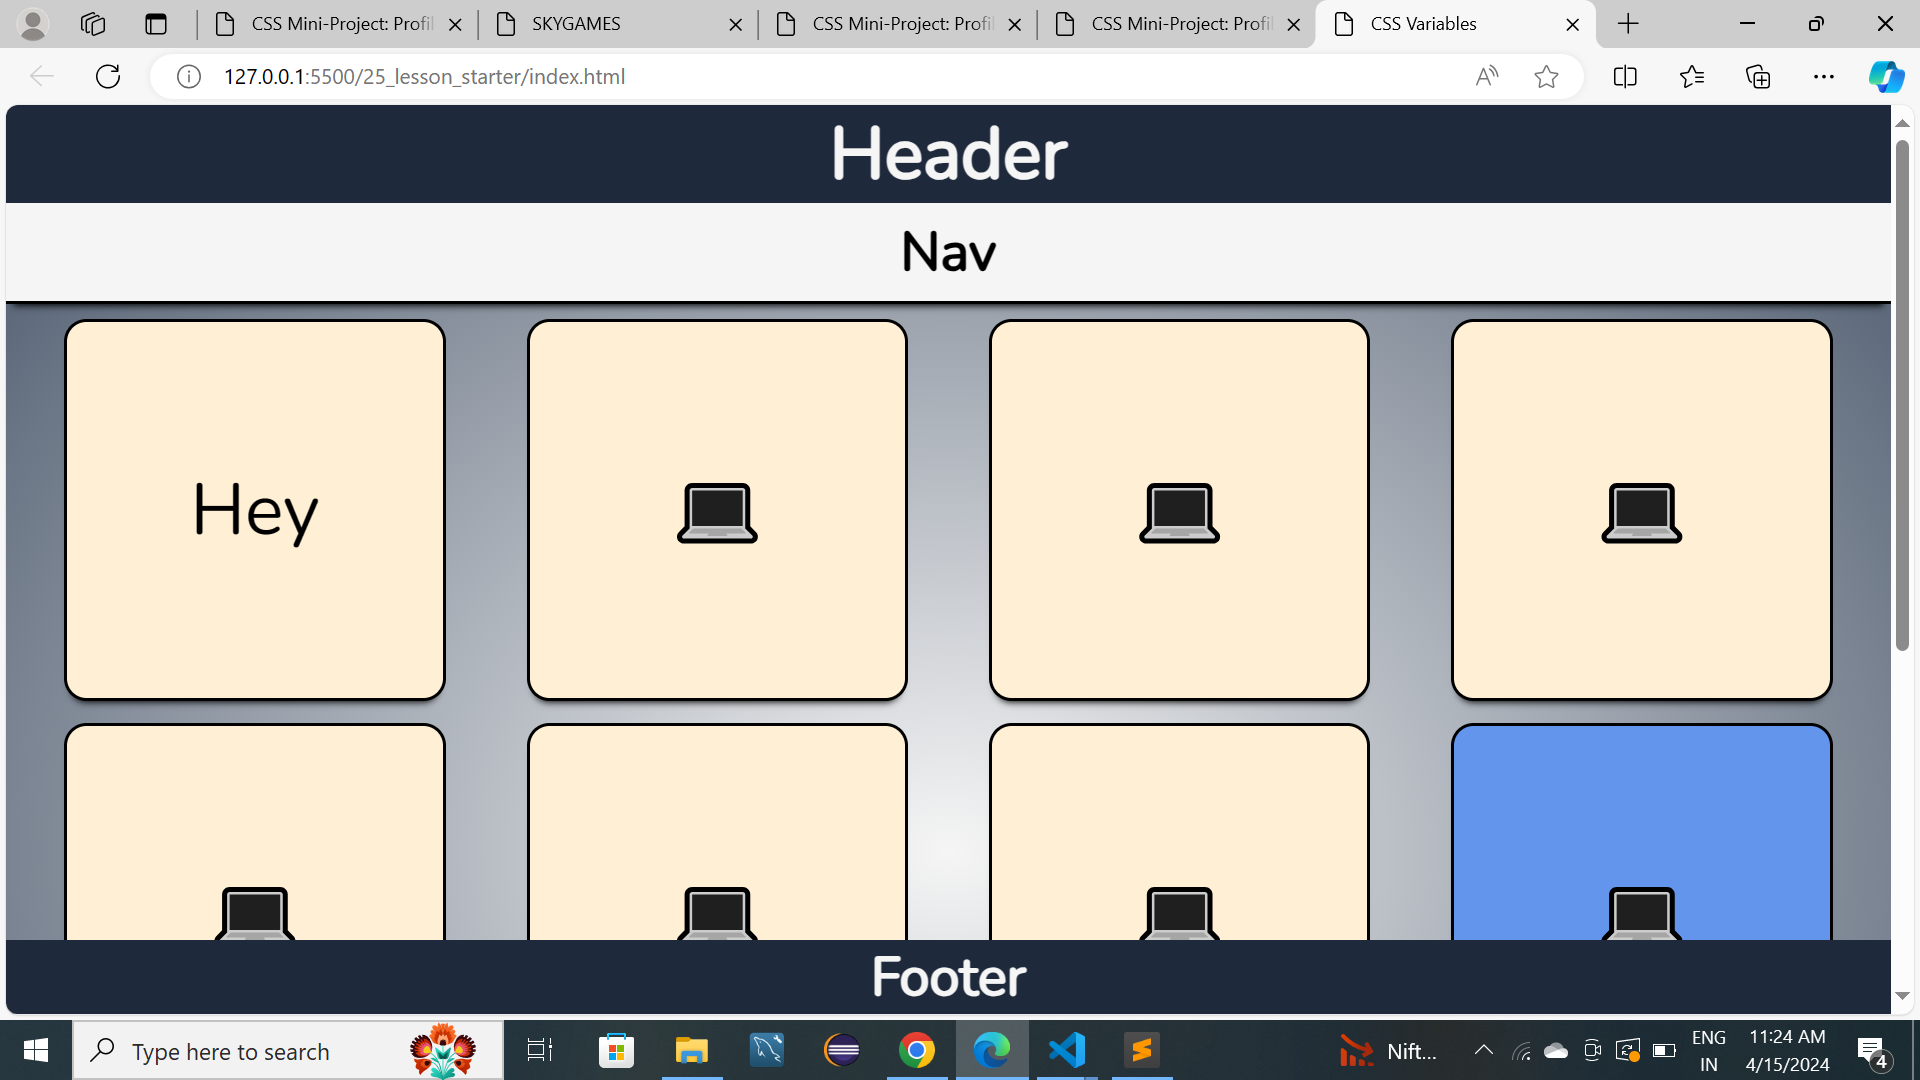 CSS Mini-Project: Profil
SKYGAMES
CSS Mini-Project: Profil
CSS Mini-Project: Profil
CSS Variables
127.0.0.1:5500/25_lesson_starter/index.html
Header
Nav
Hey
Footer
Type here to search
Nift...
ENG
IN
11:24 AM
4/15/2024
4